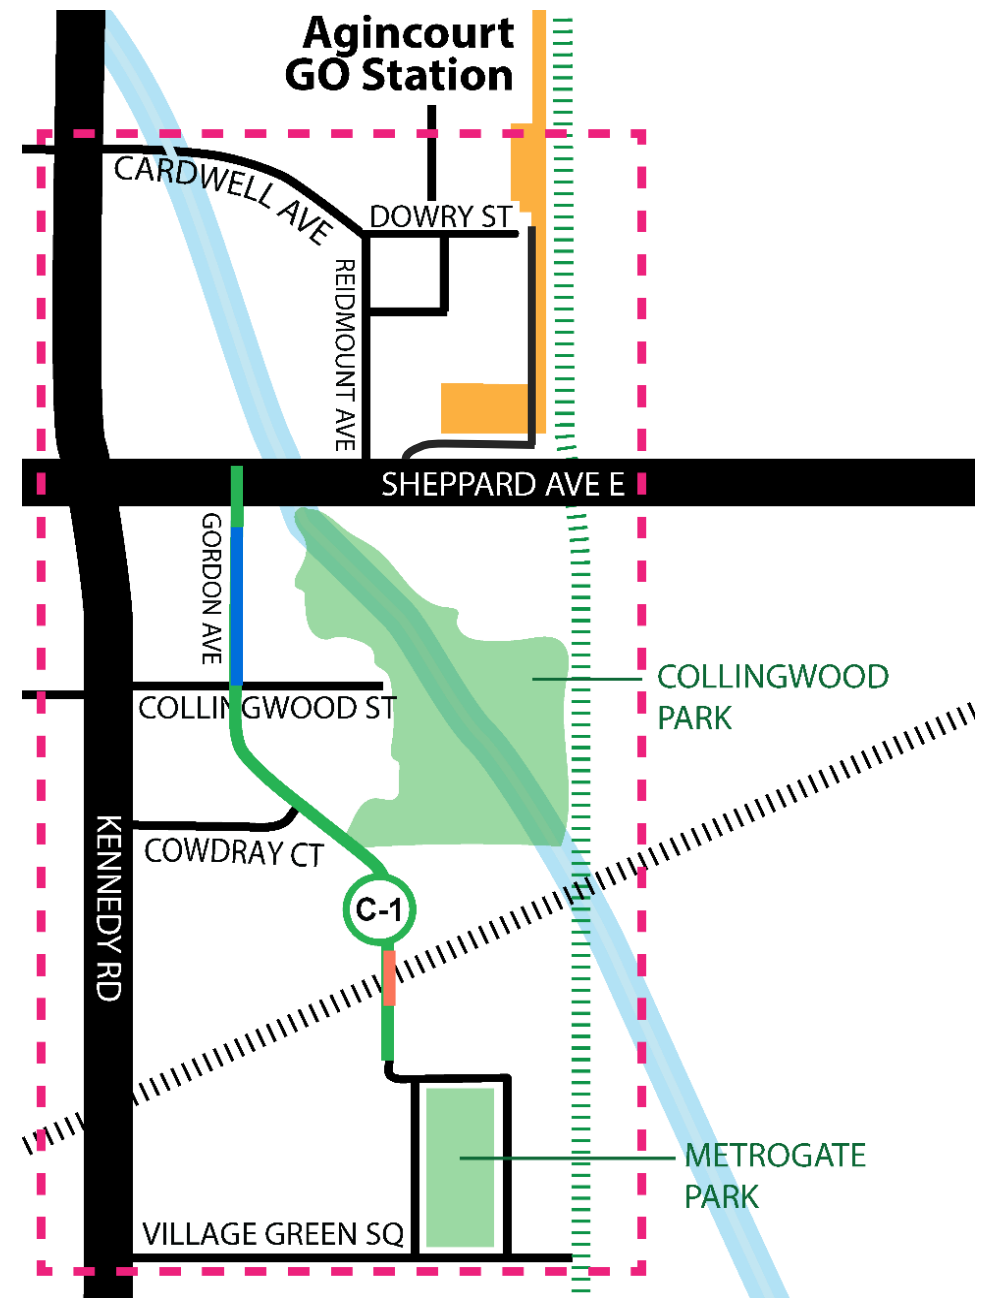 Agincourt
GO Station
CARDWELL AVE
DOWRY ST
REIDMOUNT AVE
SHEPPARD AVE E
GORDON AVE
COLLINGWOOD
PARK
COLLINGWOOD ST
KENNEDY RD
COWDRAY CT
C-1
METROGATE
PARK
VILLAGE GREEN SQ